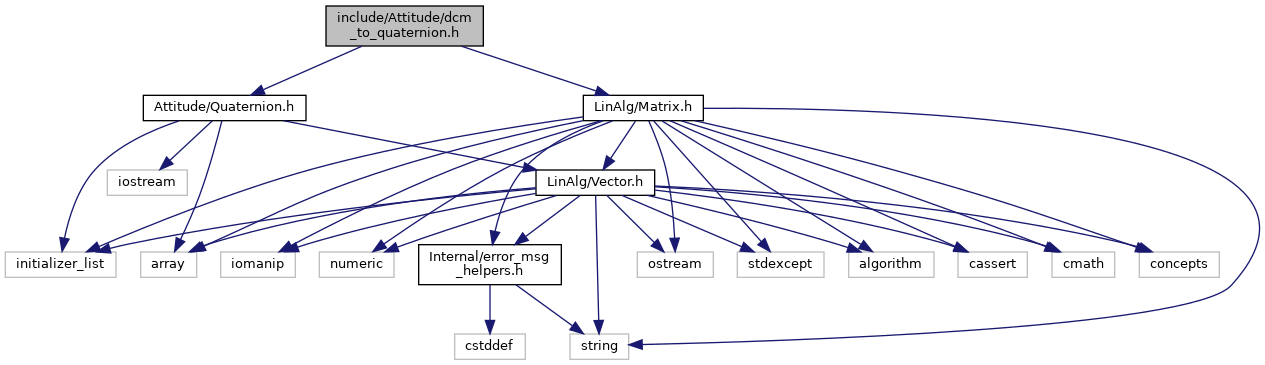 include/Attitude/dcm
_to_quaternion.h
Attitude/Quaternion.h
LinAlg/Matrix.h
iostream
LinAlg/Vector.h
initializer_list
array
iomanip
numeric
Internal/error_msg
_helpers.h
ostream
stdexcept
algorithm
cassert
cmath
concepts
cstddef
string